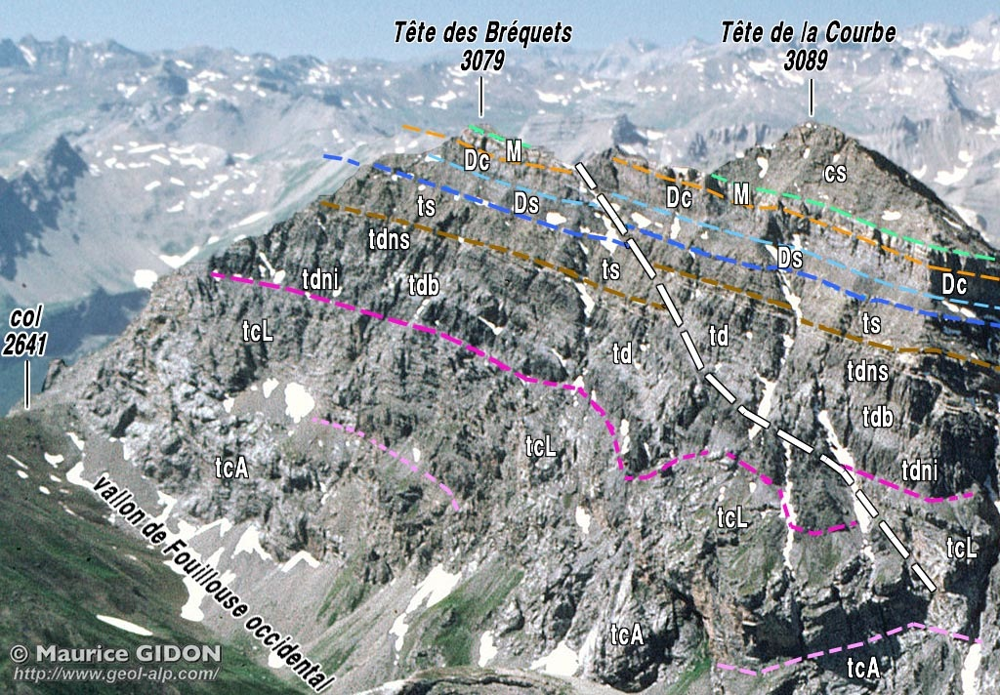 Tête des Bréquets
3079
Tête de la Courbe
3089
M
Dc
cs
Dc
M
ts
Ds
tdns
Ds
Dc
ts
tdni
tdb
ts
col
2641
tcL
td
td
tdns
tdb
tcL
tcA
tdni
tcL
tcL
vallon de Fouillouse occidental
tcA
tcA
© Maurice GIDON
http://www.geol-alp.com/